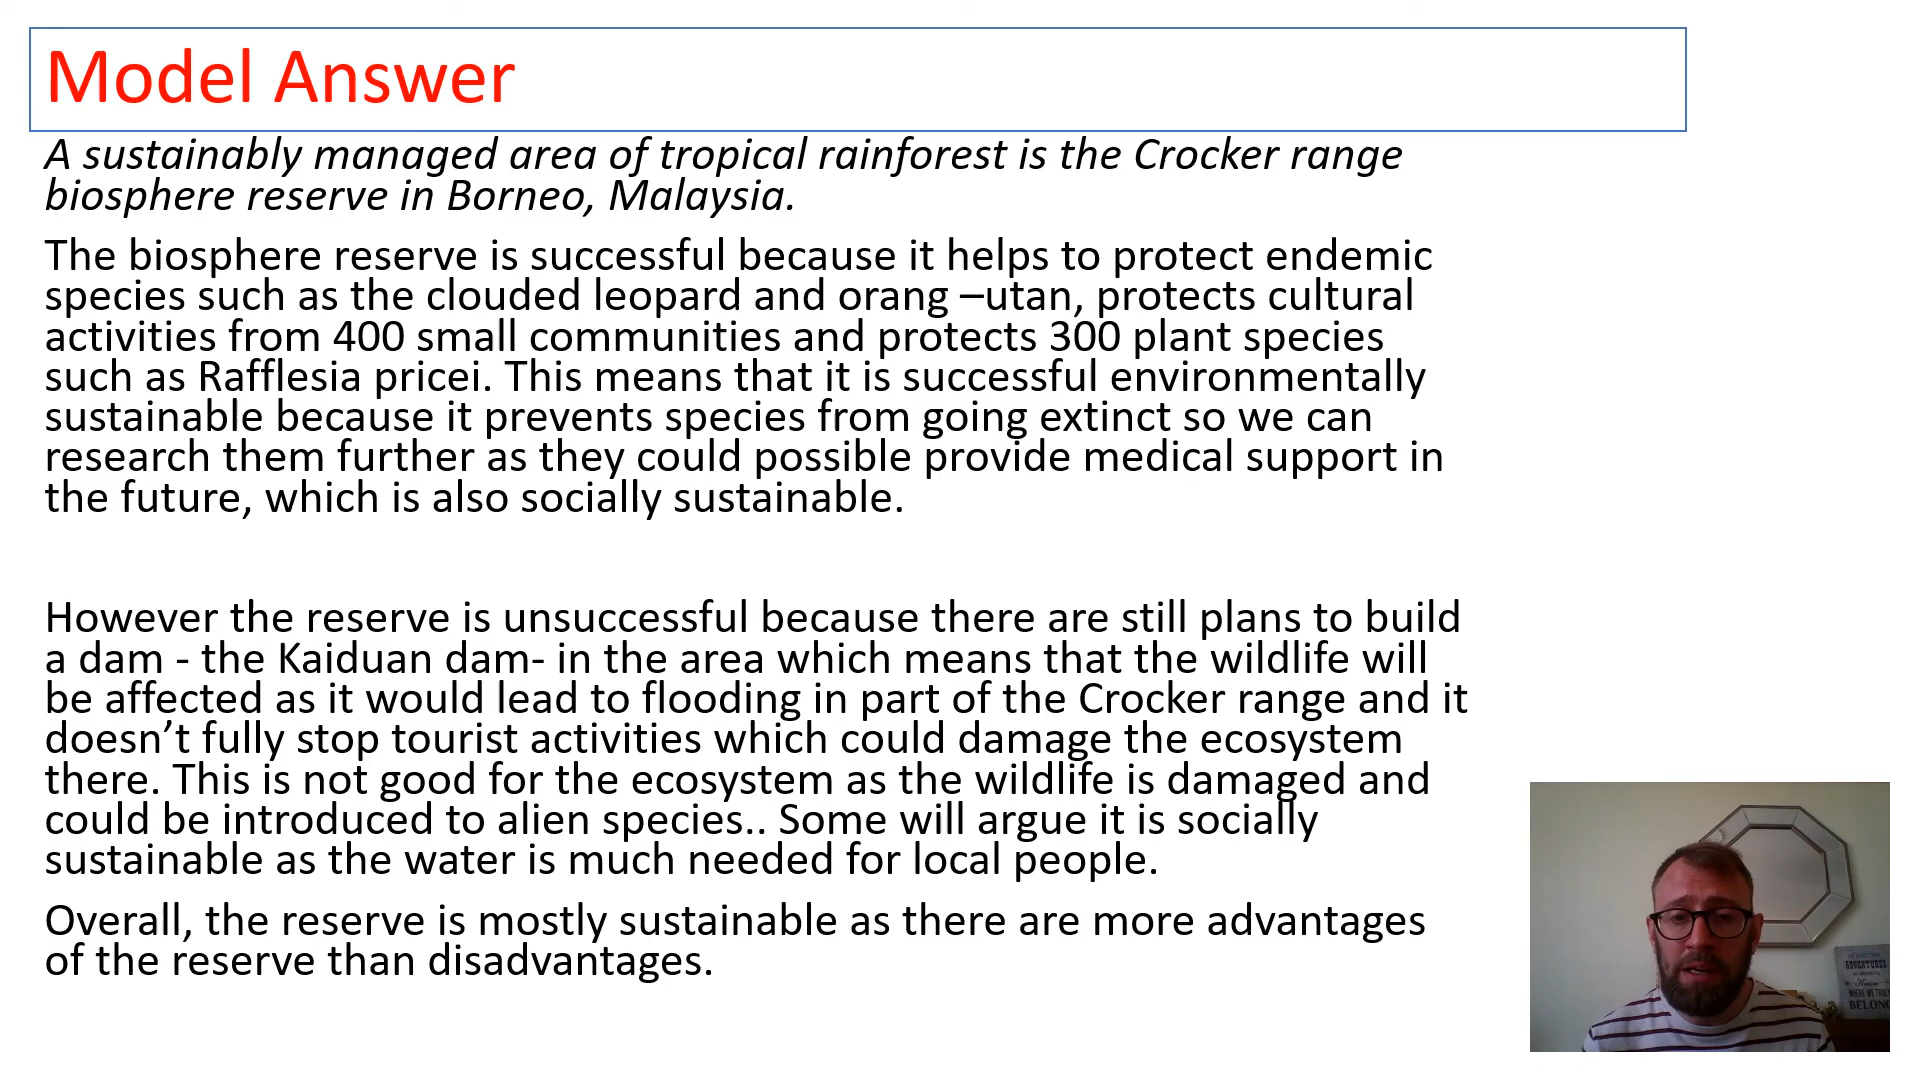 Model Answer
A sustainably managed area of tropical rainforest is the Crocker range
biosphere reserve in Borneo, Malaysia.
The biosphere reserve is successful because it helps to protect endemic
species such as the clouded leopard and orang –utan, protects cultural
activities from 400 small communities and protects 300 plant species
such as Rafflesia pricei. This means that it is successful environmentally
sustainable because it prevents species from going extinct so we can
research them further as they could possible provide medical support in
the future, which is also socially sustainable.
However the reserve is unsuccessful because there are still plans to build
a dam - the Kaiduan dam- in the area which means that the wildlife will
be affected as it would lead to flooding in part of the Crocker range and it
doesn’t fully stop tourist activities which could damage the ecosystem
there. This is not good for the ecosystem as the wildlife is damaged and
could be introduced to alien species.. Some will argue it is socially
sustainable as the water is much needed for local people.
Overall, the reserve is mostly sustainable as there are more advantages
of the reserve than disadvantages.
ADVENTURES
Know
WHERE WE TRULY
BELONG